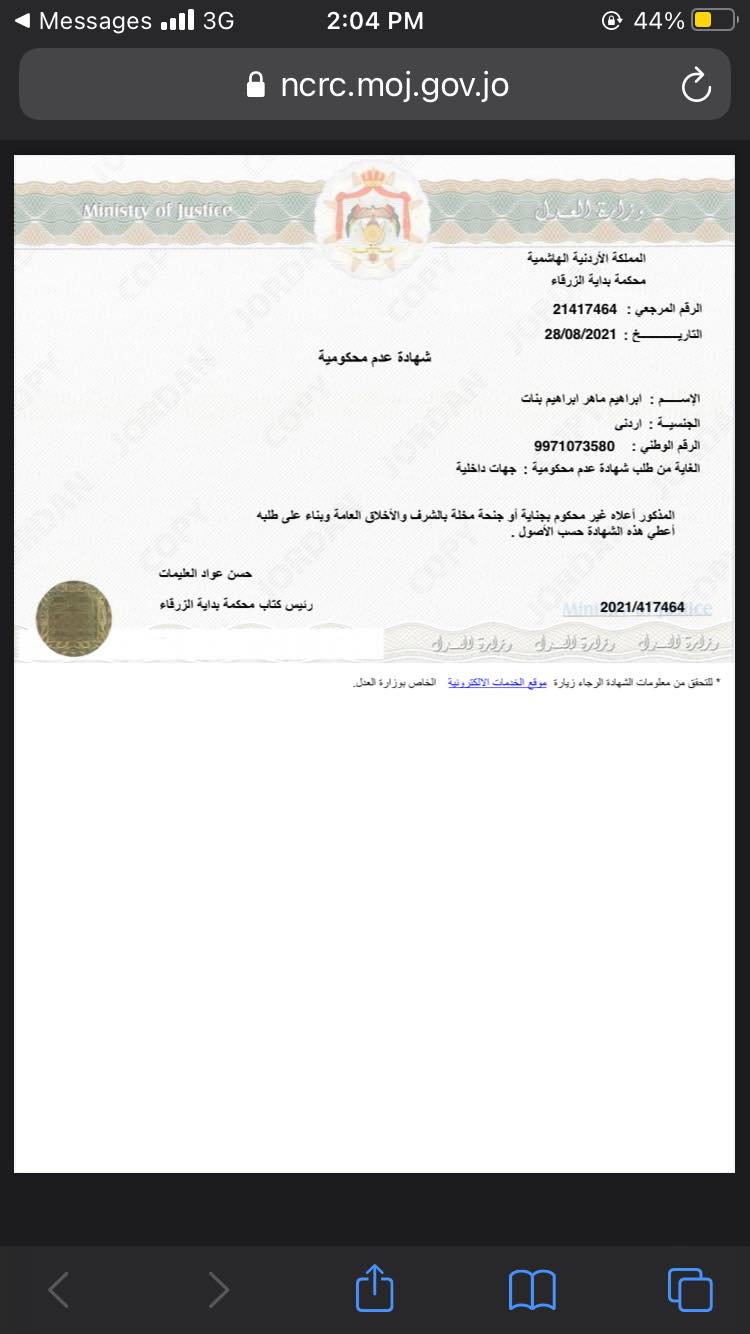 Messages 3G 2:04 PM 44%
ncrc.moj.gov.jo
Ministry of Justice وزارة العدل
المملكة الأردنية الهاشمية
محكمة بداية الزرقاء
الرقم المرجعي : 21417464
التاريـــــــــخ : 28/08/2021
شهادة عدم محكومية
الإســـــم : ابراهيم ماهر ابراهيم بنات
الجنسيـة : اردني
الرقم الوطني : 9971073580
الغاية من طلب شهادة عدم محكومية : جهات داخلية
المذكور أعلاه غير محكوم بجناية أو جنحة مخلة بالشرف والأخلاق العامة وبناء على طلبه
أعطي هذه الشهادة حسب الأصول .
حسن عواد العليمات
رئيس كتاب محكمة بداية الزرقاء
Ministry of Justice
2021/417464
وزارة العدل وزارة العدل وزارة العدل
* للتحقق من معلومات الشهادة الرجاء زيارة موقع الخدمات الالكترونية الخاص بوزارة العدل.